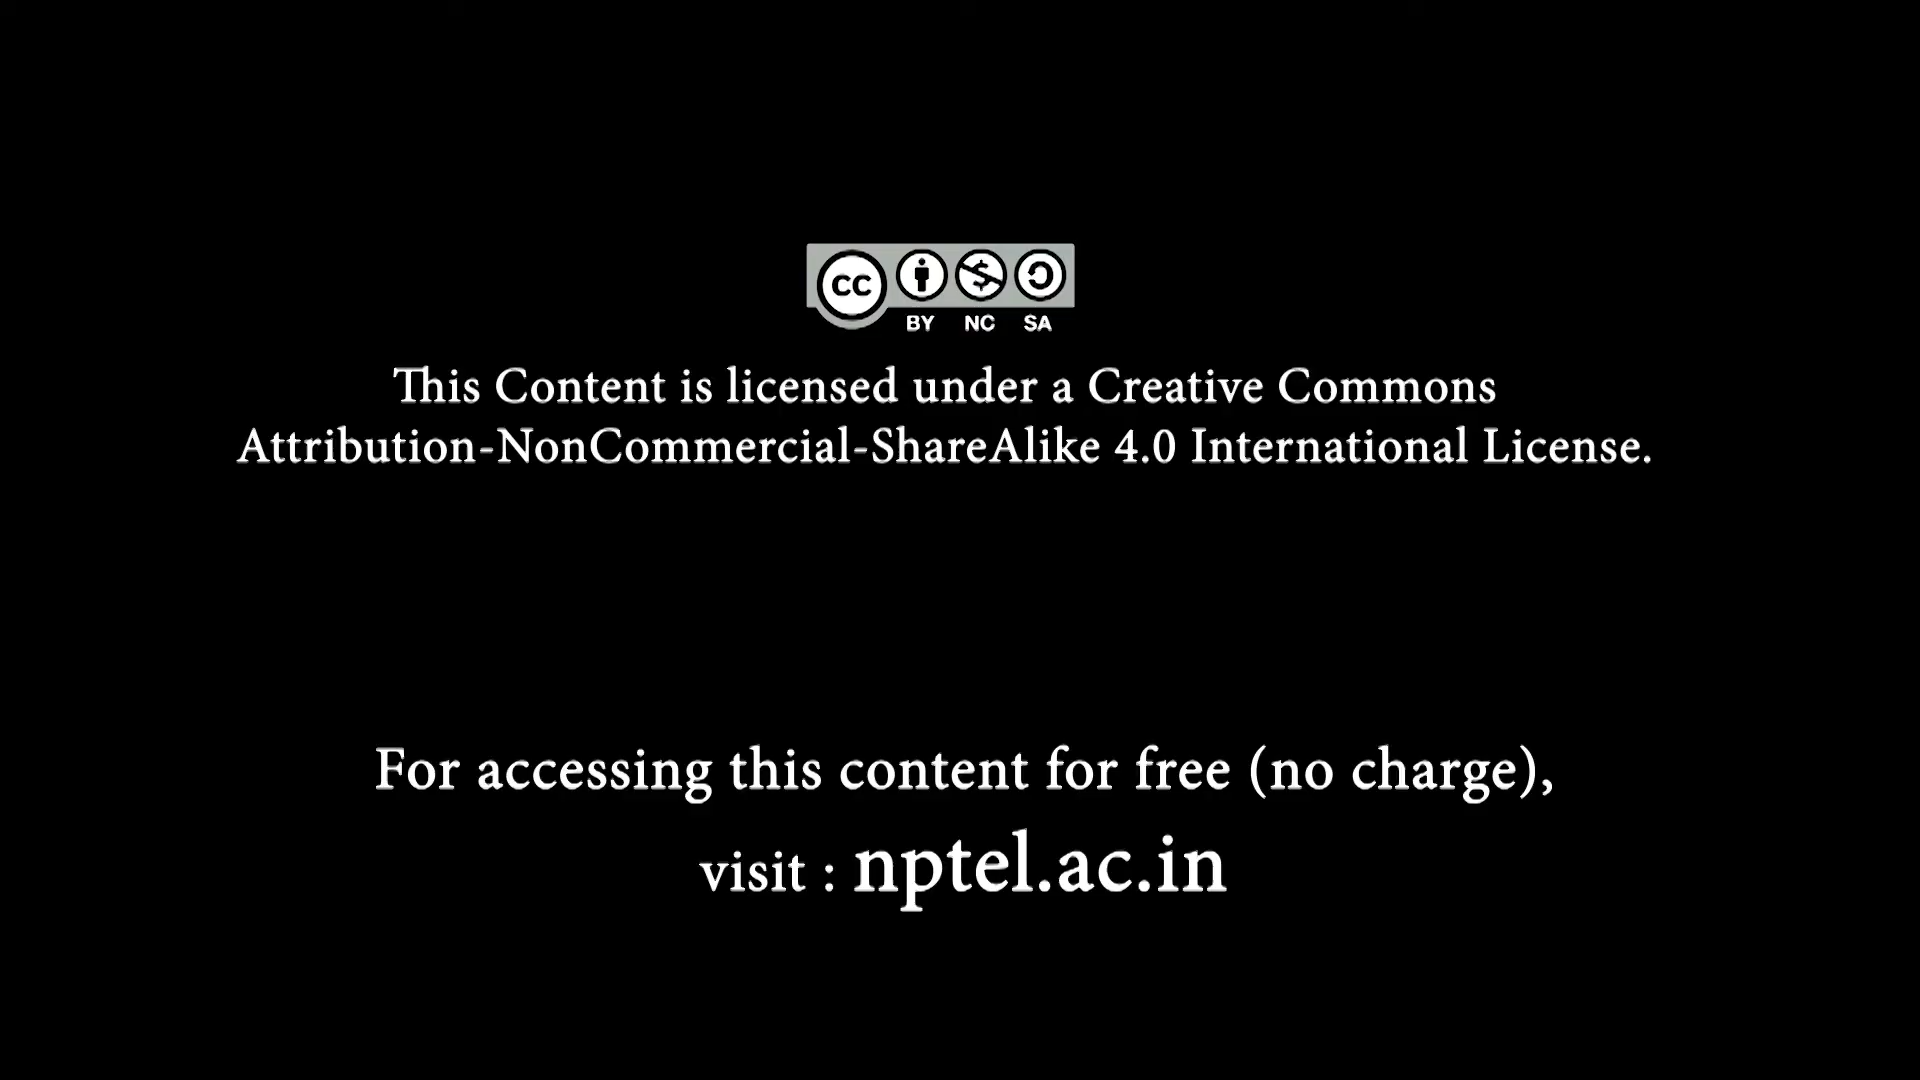 CC BY NC SA
This Content is licensed under a Creative Commons
Attribution-NonCommercial-ShareAlike 4.0 International License.
For accessing this content for free (no charge),
visit : nptel.ac.in